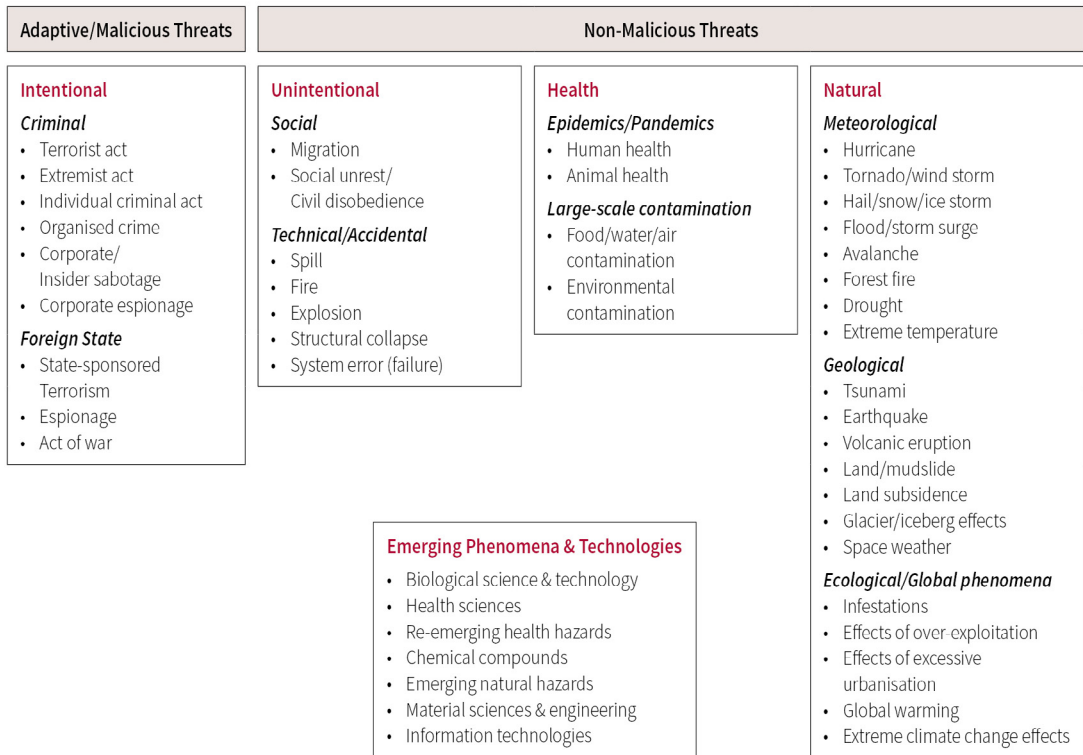 Adaptive/Malicious Threats
Non-Malicious Threats
Intentional
Criminal
• Terrorist act
• Extremist act
• Individual criminal act
• Organised crime
• Corporate/
Insider sabotage
• Corporate espionage
Foreign State
• State-sponsored
Terrorism
• Espionage
• Act of war
Unintentional
Social
• Migration
• Social unrest/
Civil disobedience
Technical/Accidental
• Spill
• Fire
• Explosion
• Structural collapse
• System error (failure)
Health
Epidemics/Pandemics
• Human health
• Animal health
Large-scale contamination
• Food/water/air
contamination
• Environmental
contamination
Natural
Meteorological
• Hurricane
• Tornado/wind storm
• Hail/snow/ice storm
• Flood/storm surge
• Avalanche
• Forest fire
• Drought
• Extreme temperature
Geological
• Tsunami
• Earthquake
• Volcanic eruption
• Land/mudslide
• Land subsidence
• Glacier/iceberg effects
• Space weather
Ecological/Global phenomena
• Infestations
• Effects of over-exploitation
• Effects of excessive
urbanisation
• Global warming
• Extreme climate change effects
Emerging Phenomena & Technologies
• Biological science & technology
• Health sciences
• Re-emerging health hazards
• Chemical compounds
• Emerging natural hazards
• Material sciences & engineering
• Information technologies